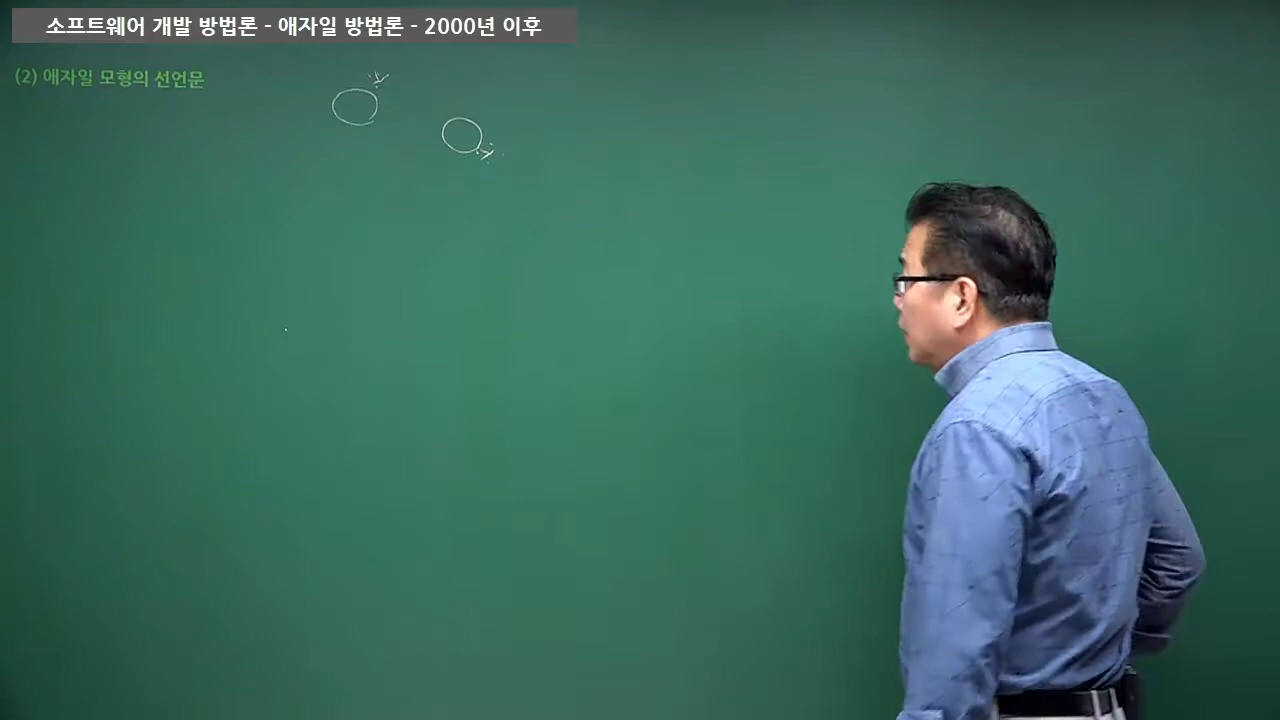 소프트웨어 개발 방법론 - 애자일 방법론 - 2000년 이후
(2) 애자일 모형의 선언문